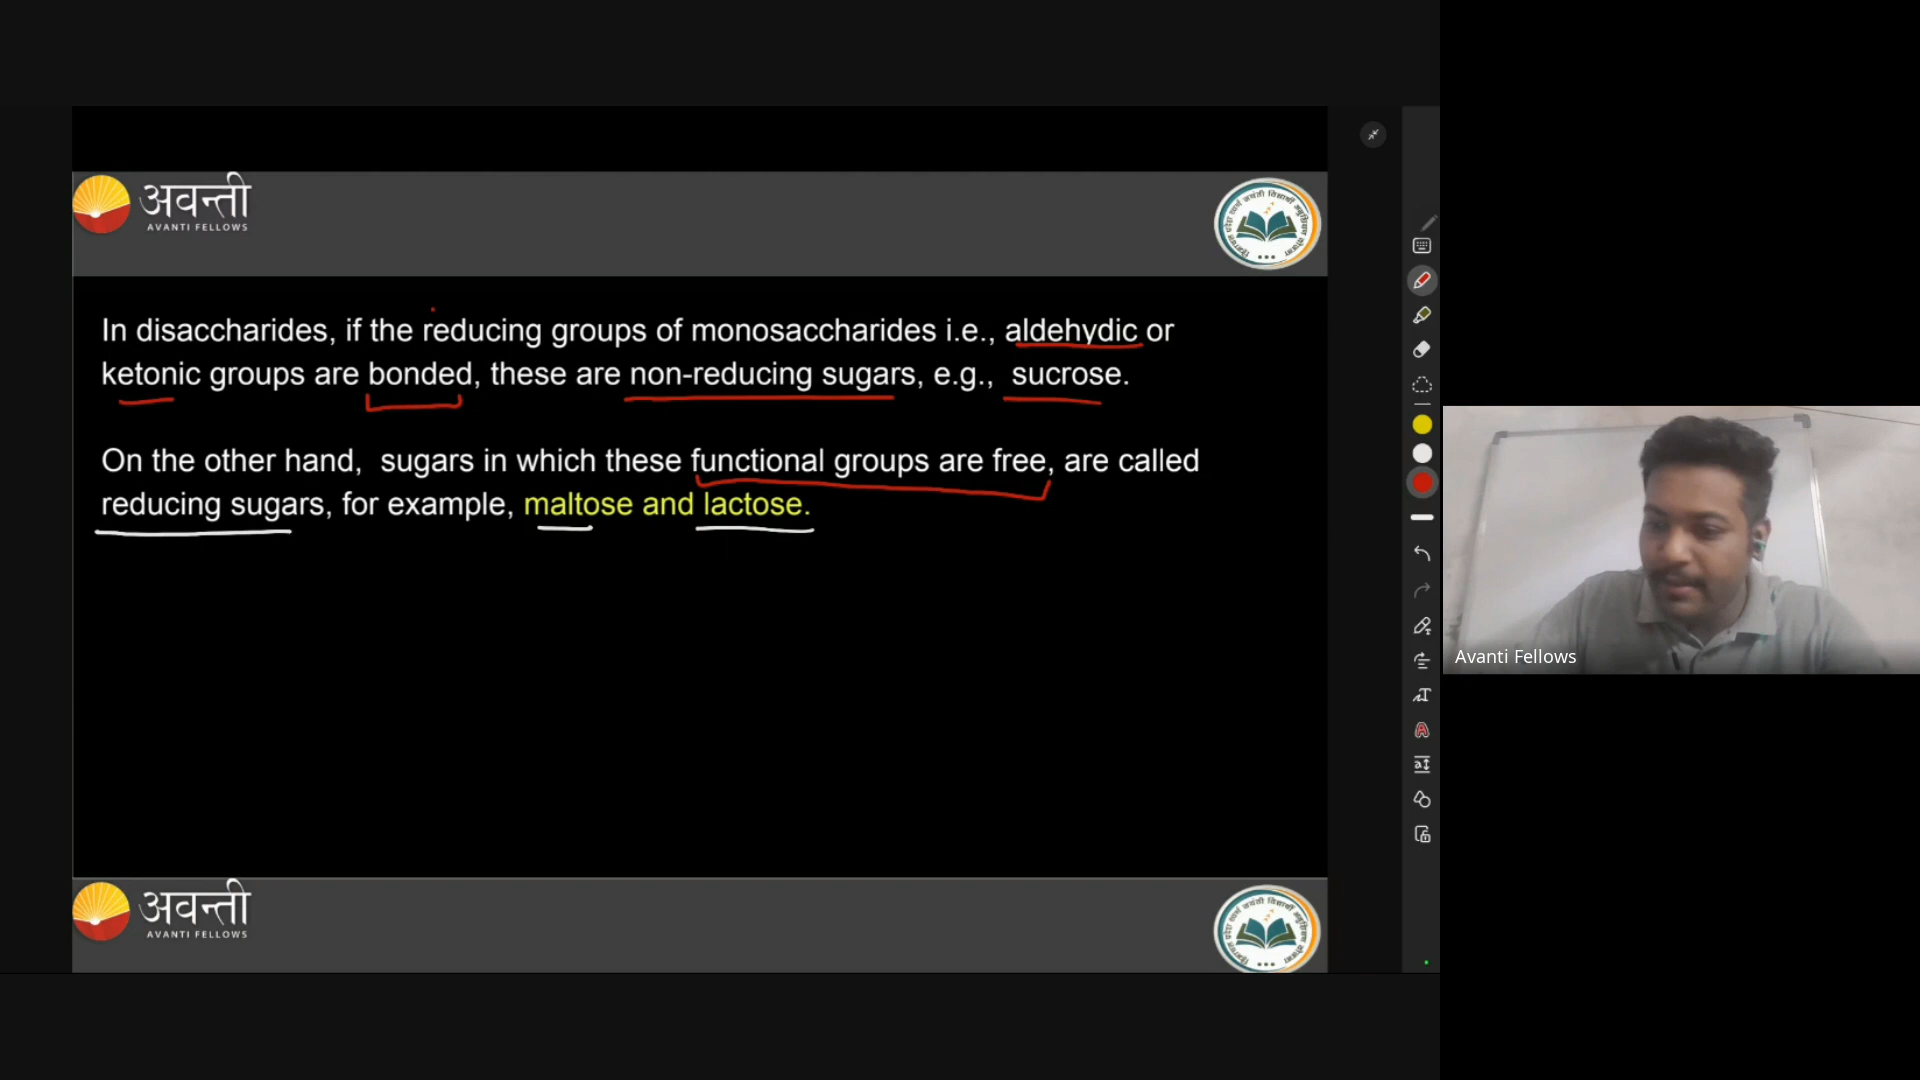 अवन्ती
AVANTI FELLOWS
In disaccharides, if the reducing groups of monosaccharides i.e., aldehydic or
ketonic groups are bonded, these are non-reducing sugars, e.g., sucrose.
On the other hand, sugars in which these functional groups are free, are called
reducing sugars, for example, maltose and lactose.
Avanti Fellows
अवन्ती
AVANTI FELLOWS